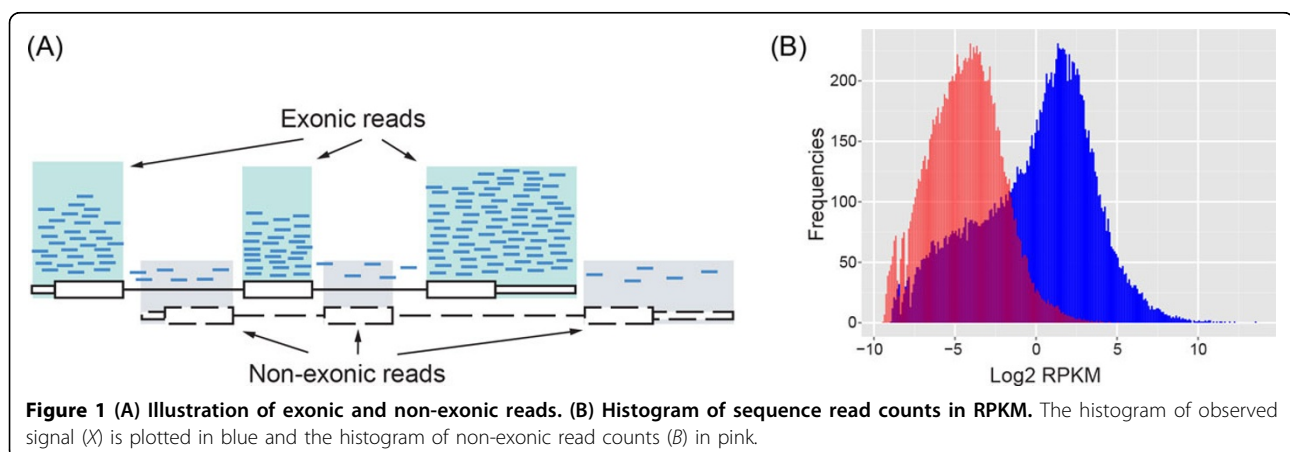 (A)
Exonic reads
Non-exonic reads
(B)
Frequencies
200
150
100
50
0
−10
−5
0
5
10
Log2 RPKM
Figure 1 (A) Illustration of exonic and non-exonic reads. (B) Histogram of sequence read counts in RPKM. The histogram of observed
signal (X) is plotted in blue and the histogram of non-exonic read counts (B) in pink.